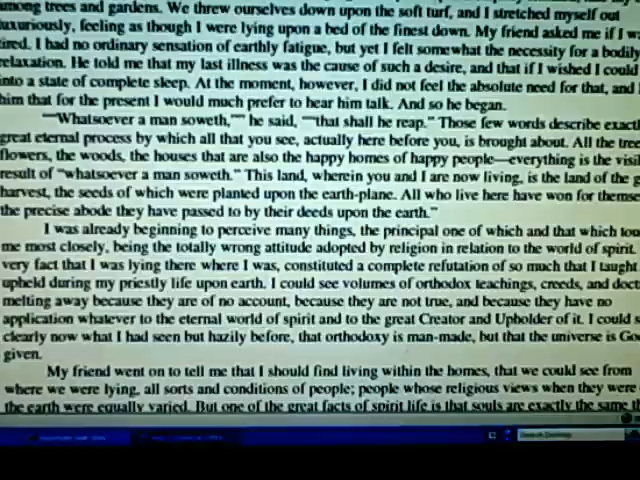 among trees and gardens. We threw ourselves down upon the soft turf, and I stretched myself out
luxuriously, feeling as though I were lying upon a bed of the finest down. My friend asked me if I w
tired. I had no ordinary sensation of earthly fatigue, but yet I felt somewhat the necessity for a bodily
relaxation. He told me that my last illness was the cause of such a desire, and that if I wished I could
into a state of complete sleep. At the moment, however, I did not feel the absolute need for that, and I
him that for the present I would much prefer to hear him talk. And so he began.
"“Whatsoever a man soweth,”" he said, "“that shall he reap.” Those few words describe exact
great eternal process by which all that you see, actually here before you, is brought about. All the tree
flowers, the woods, the houses that are also the happy homes of happy people—everything is the visi
result of “whatsoever a man soweth.” This land, wherein you and I are now living, is the land of the g
harvest, the seeds of which were planted upon the earth-plane. All who live here have won for themse
the precise abode they have passed to by their deeds upon the earth.”
I was already beginning to perceive many things, the principal one of which and that which tou
me most closely, being the totally wrong attitude adopted by religion in relation to the world of spirit.
very fact that I was lying there where I was, constituted a complete refutation of so much that I taught
upheld during my priestly life upon earth. I could see volumes of orthodox teachings, creeds, and doct
melting away because they are of no account, because they are not true, and because they have no
application whatever to the eternal world of spirit and to the great Creator and Upholder of it. I could s
clearly now what I had seen but hazily before, that orthodoxy is man-made, but that the universe is Go
given.
My friend went on to tell me that I should find living within the homes, that we could see from
where we were lying, all sorts and conditions of people; people whose religious views when they were
the earth were equally varied. But one of the great facts of spirit life is that souls are exactly the same th
Search Desktop